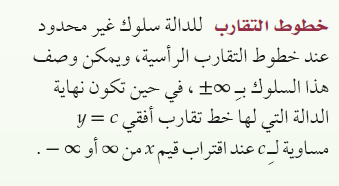 خطوط التقارب للدالة سلوك غير محدود
عند خطوط التقارب الرأسية، ويمكن وصف
هذا السلوك بـ ∞± ، في حين تكون نهاية
الدالة التي لها خط تقارب أفقي y = c
مساوية لـ c عند اقتراب قيم x من ∞ أو ∞ − .